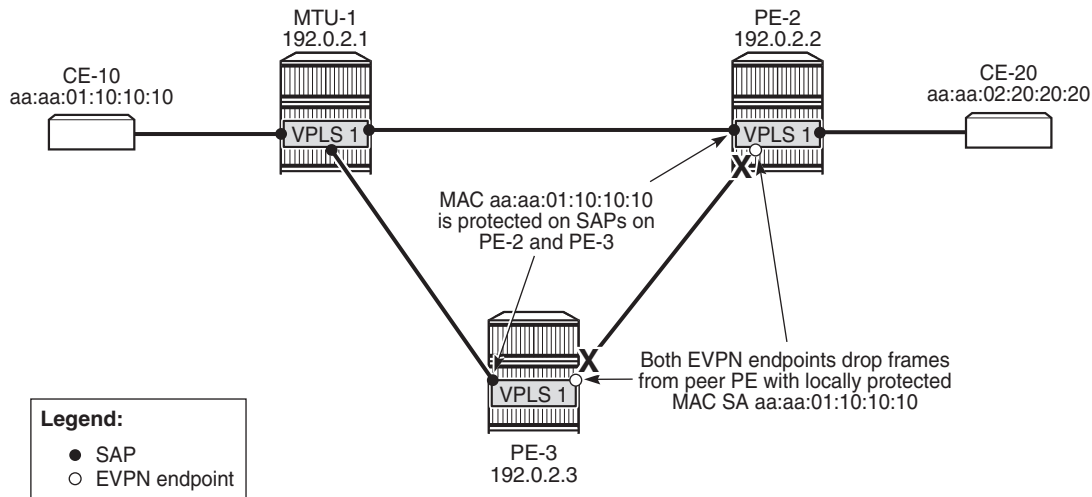 MTU-1
192.0.2.1
PE-2
192.0.2.2
CE-10
aa:aa:01:10:10:10
CE-20
aa:aa:02:20:20:20
VPLS 1
VPLS 1
X
MAC aa:aa:01:10:10:10
is protected on SAPs on
PE-2 and PE-3
X
Both EVPN endpoints drop frames
from peer PE with locally protected
MAC SA aa:aa:01:10:10:10
VPLS 1
PE-3
192.0.2.3
Legend:
SAP
EVPN endpoint